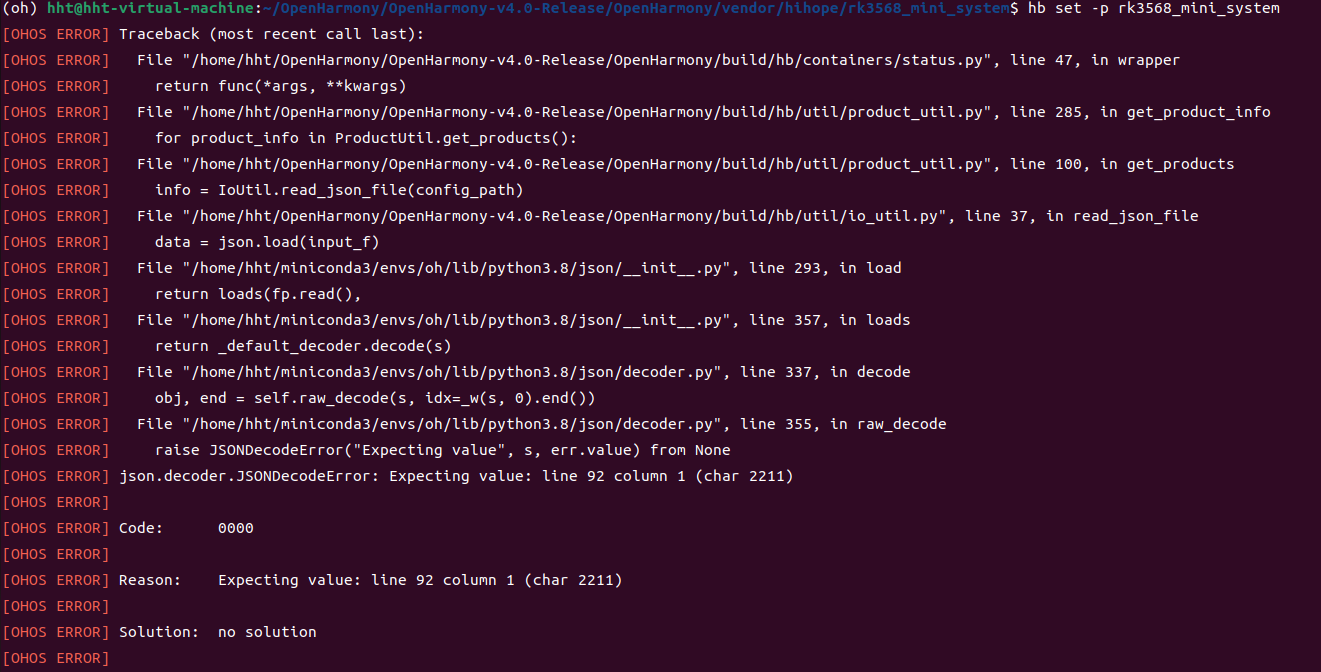 (oh) hht@hht-virtual-machine:~/OpenHarmony/OpenHarmony-v4.0-Release/OpenHarmony/vendor/hihope/rk3568_mini_system$ hb set -p rk3568_mini_system
[OHOS ERROR] Traceback (most recent call last):
[OHOS ERROR]   File "/home/hht/OpenHarmony/OpenHarmony-v4.0-Release/OpenHarmony/build/hb/containers/status.py", line 47, in wrapper
[OHOS ERROR]     return func(*args, **kwargs)
[OHOS ERROR]   File "/home/hht/OpenHarmony/OpenHarmony-v4.0-Release/OpenHarmony/build/hb/util/product_util.py", line 285, in get_product_info
[OHOS ERROR]     for product_info in ProductUtil.get_products():
[OHOS ERROR]   File "/home/hht/OpenHarmony/OpenHarmony-v4.0-Release/OpenHarmony/build/hb/util/product_util.py", line 100, in get_products
[OHOS ERROR]     info = IoUtil.read_json_file(config_path)
[OHOS ERROR]   File "/home/hht/OpenHarmony/OpenHarmony-v4.0-Release/OpenHarmony/build/hb/util/io_util.py", line 37, in read_json_file
[OHOS ERROR]     data = json.load(input_f)
[OHOS ERROR]   File "/home/hht/miniconda3/envs/oh/lib/python3.8/json/__init__.py", line 293, in load
[OHOS ERROR]     return loads(fp.read(),
[OHOS ERROR]   File "/home/hht/miniconda3/envs/oh/lib/python3.8/json/__init__.py", line 357, in loads
[OHOS ERROR]     return _default_decoder.decode(s)
[OHOS ERROR]   File "/home/hht/miniconda3/envs/oh/lib/python3.8/json/decoder.py", line 337, in decode
[OHOS ERROR]     obj, end = self.raw_decode(s, idx=_w(s, 0).end())
[OHOS ERROR]   File "/home/hht/miniconda3/envs/oh/lib/python3.8/json/decoder.py", line 355, in raw_decode
[OHOS ERROR]     raise JSONDecodeError("Expecting value", s, err.value) from None
[OHOS ERROR] json.decoder.JSONDecodeError: Expecting value: line 92 column 1 (char 2211)
[OHOS ERROR]
[OHOS ERROR] Code:      0000
[OHOS ERROR]
[OHOS ERROR] Reason:    Expecting value: line 92 column 1 (char 2211)
[OHOS ERROR]
[OHOS ERROR] Solution:  no solution
[OHOS ERROR]